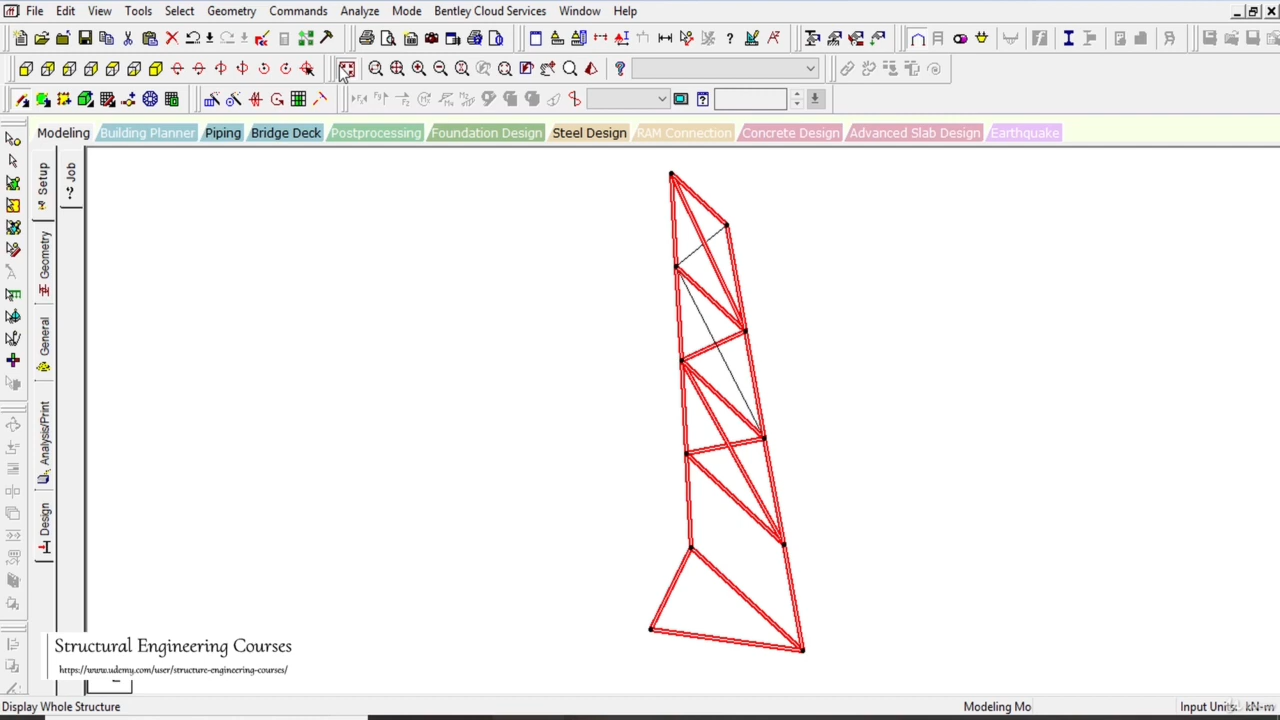 File Edit View Tools Select Geometry Commands Analyze Mode Bentley Cloud Services Window Help
Modeling Building Planner Piping Bridge Deck Postprocessing Foundation Design Steel Design RAM Connection Concrete Design Advanced Slab Design Earthquake
Setup
Job
Geometry
General
Analysis/Print
Design
Structural Engineering Courses
https://www.udemy.com/user/structure-engineering-courses/
Display Whole Structure Modeling Mo Input Units: kN-m